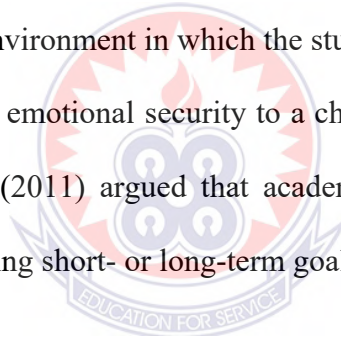 nvironment in which the stu
emotional security to a ch
(2011) argued that academ
ing short- or long-term goal
EDUCATION FOR SERVICE